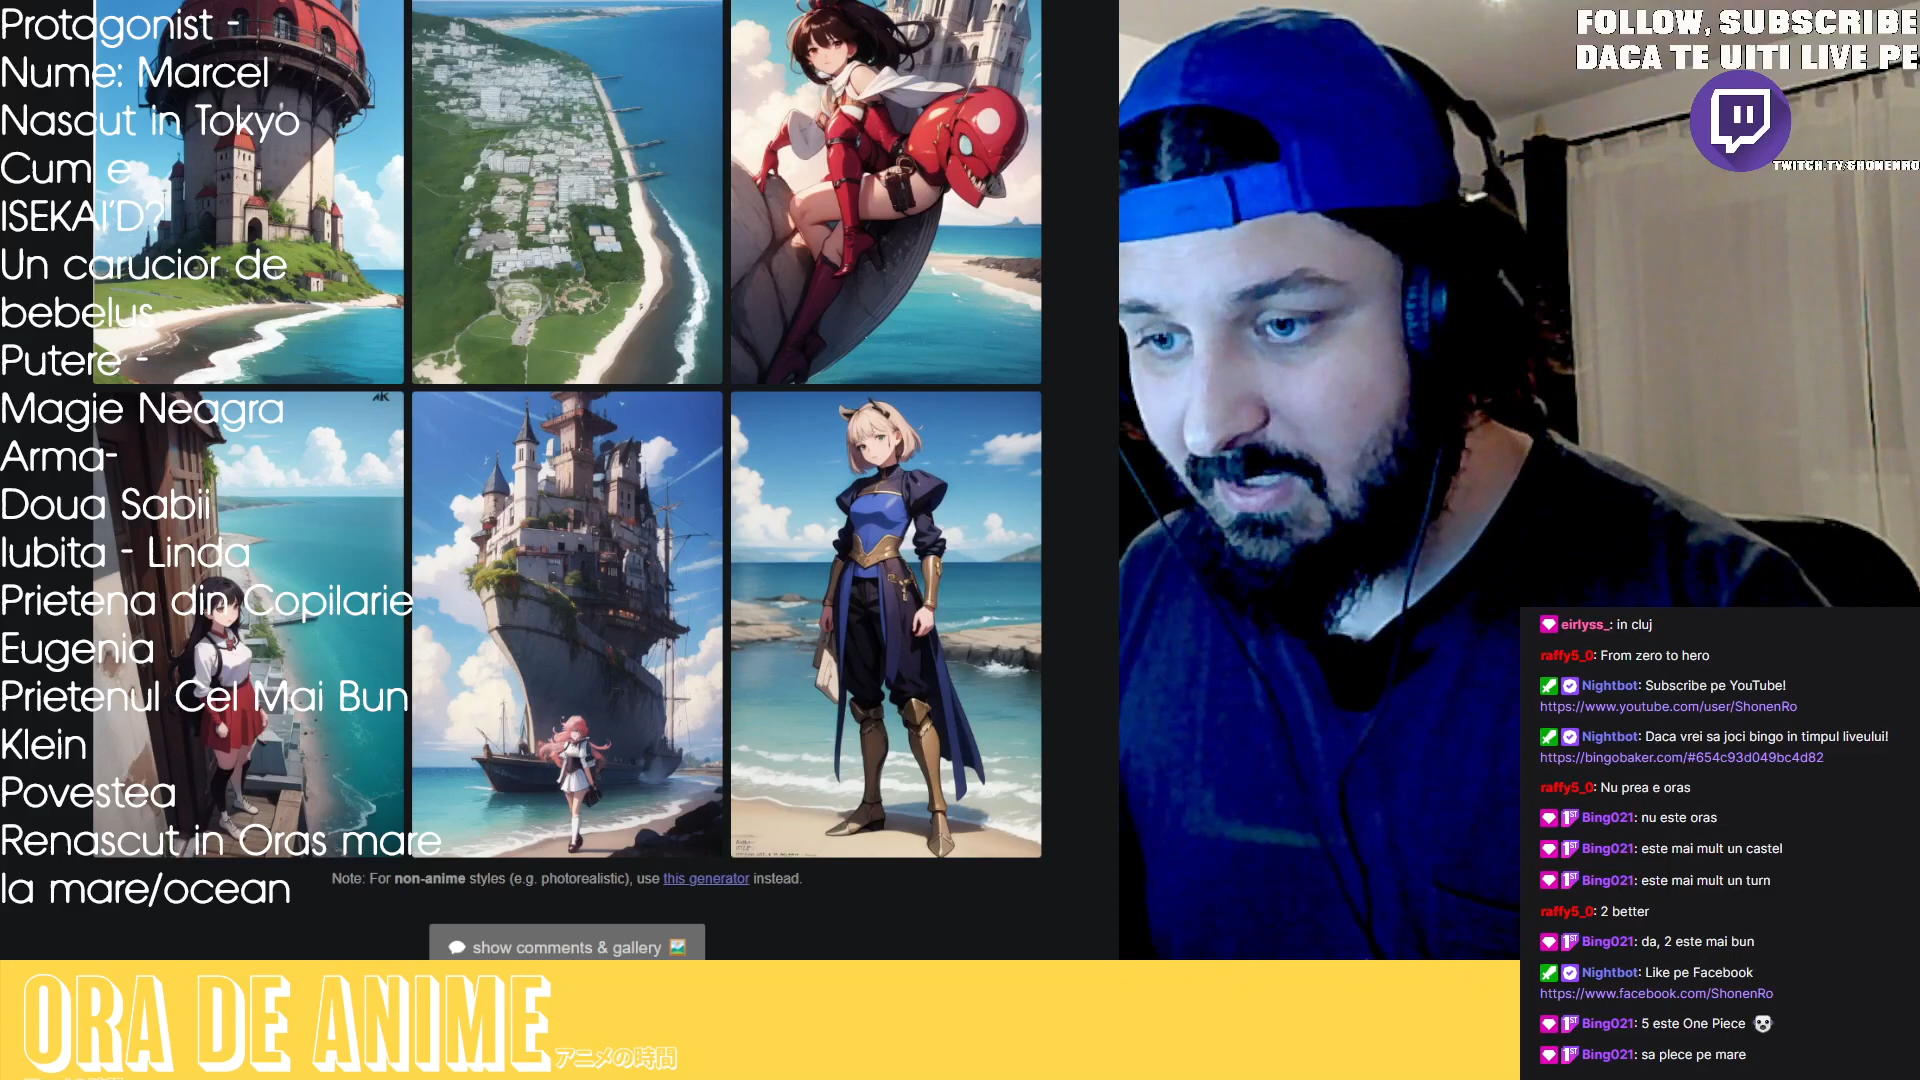 Protagonist -
Nume: Marcel
Nascut in Tokyo
Cum e
ISEKAI'D?
Un carucior de
bebelus
Putere -
Magie Neagra
Arma-
Doua Sabii
Iubita - Linda
Prietena din Copilarie
Eugenia
Prietenul Cel Mai Bun
Klein
Povestea
Renascut in Oras mare
la mare/ocean
4K
Note: For non-anime styles (e.g. photorealistic), use this generator instead.
show comments & gallery
ORA DE ANIME
アニメの時間
FOLLOW, SUBSCRIBE
DACA TE UITI LIVE PE
TWITCH.TV/SHONENRO
eirlyss_: in cluj
raffy5_0: From zero to hero
Nightbot: Subscribe pe YouTube!
https://www.youtube.com/user/ShonenRo
Nightbot: Daca vrei sa joci bingo in timpul liveului!
https://bingobaker.com/#654c93d049bc4d82
raffy5_0: Nu prea e oras
1ST Bing021: nu este oras
1ST Bing021: este mai mult un castel
1ST Bing021: este mai mult un turn
raffy5_0: 2 better
1ST Bing021: da, 2 este mai bun
Nightbot: Like pe Facebook
https://www.facebook.com/ShonenRo
1ST Bing021: 5 este One Piece
1ST Bing021: sa plece pe mare